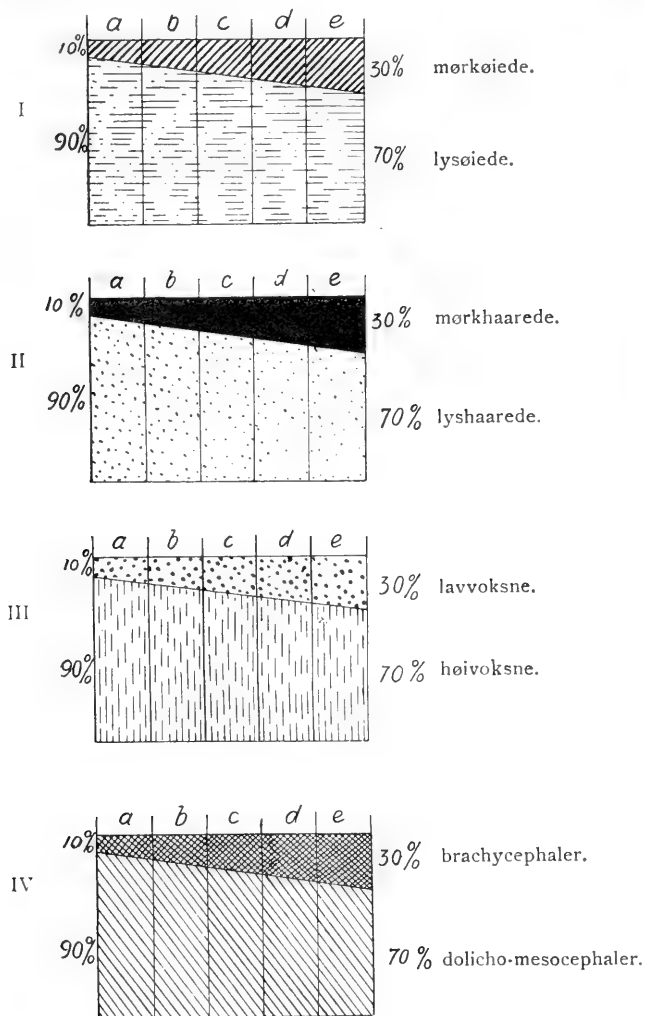 a b c d e
10% 30% mørkøiede.
I
90% 70% lysøiede.
a b c d e
10% 30% mørkhaarede.
II
90% 70% lyshaarede.
a b c d e
10% 30% lavvoksne.
III
90% 70% høivoksne.
a b c d e
10% 30% brachycephaler.
IV
90% 70% dolicho-mesocephaler.